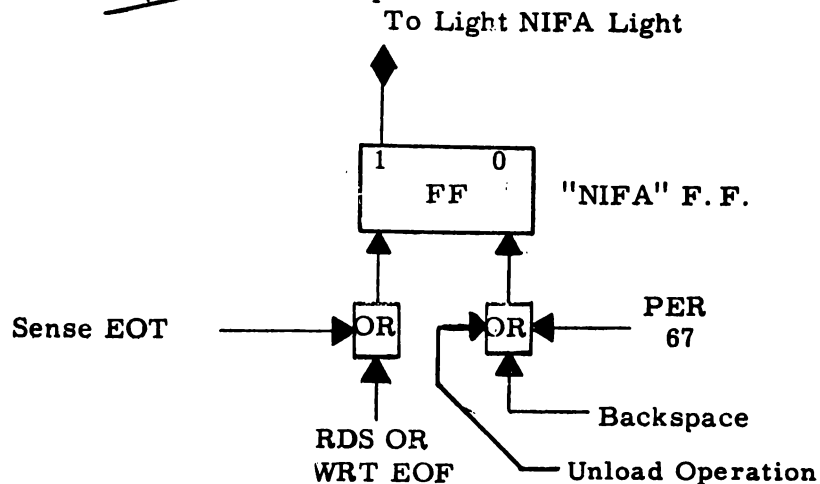 To Light NIFA Light
1 0
FF
"NIFA" F. F.
Sense EOT
OR
OR
PER
67
RDS OR
WRT EOF
Backspace
Unload Operation